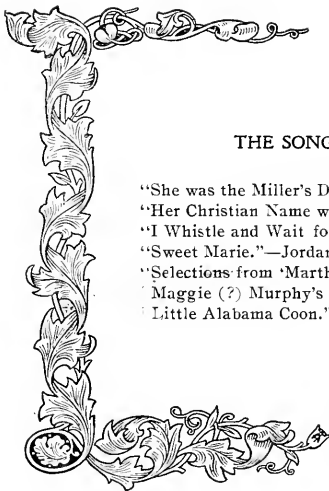 THE SONG
“She was the Miller's D
“Her Christian Name w
“I Whistle and Wait fo
“Sweet Marie.”—Jordan
“Selections from ‘Marth
Maggie (?) Murphy's
Little Alabama Coon.”